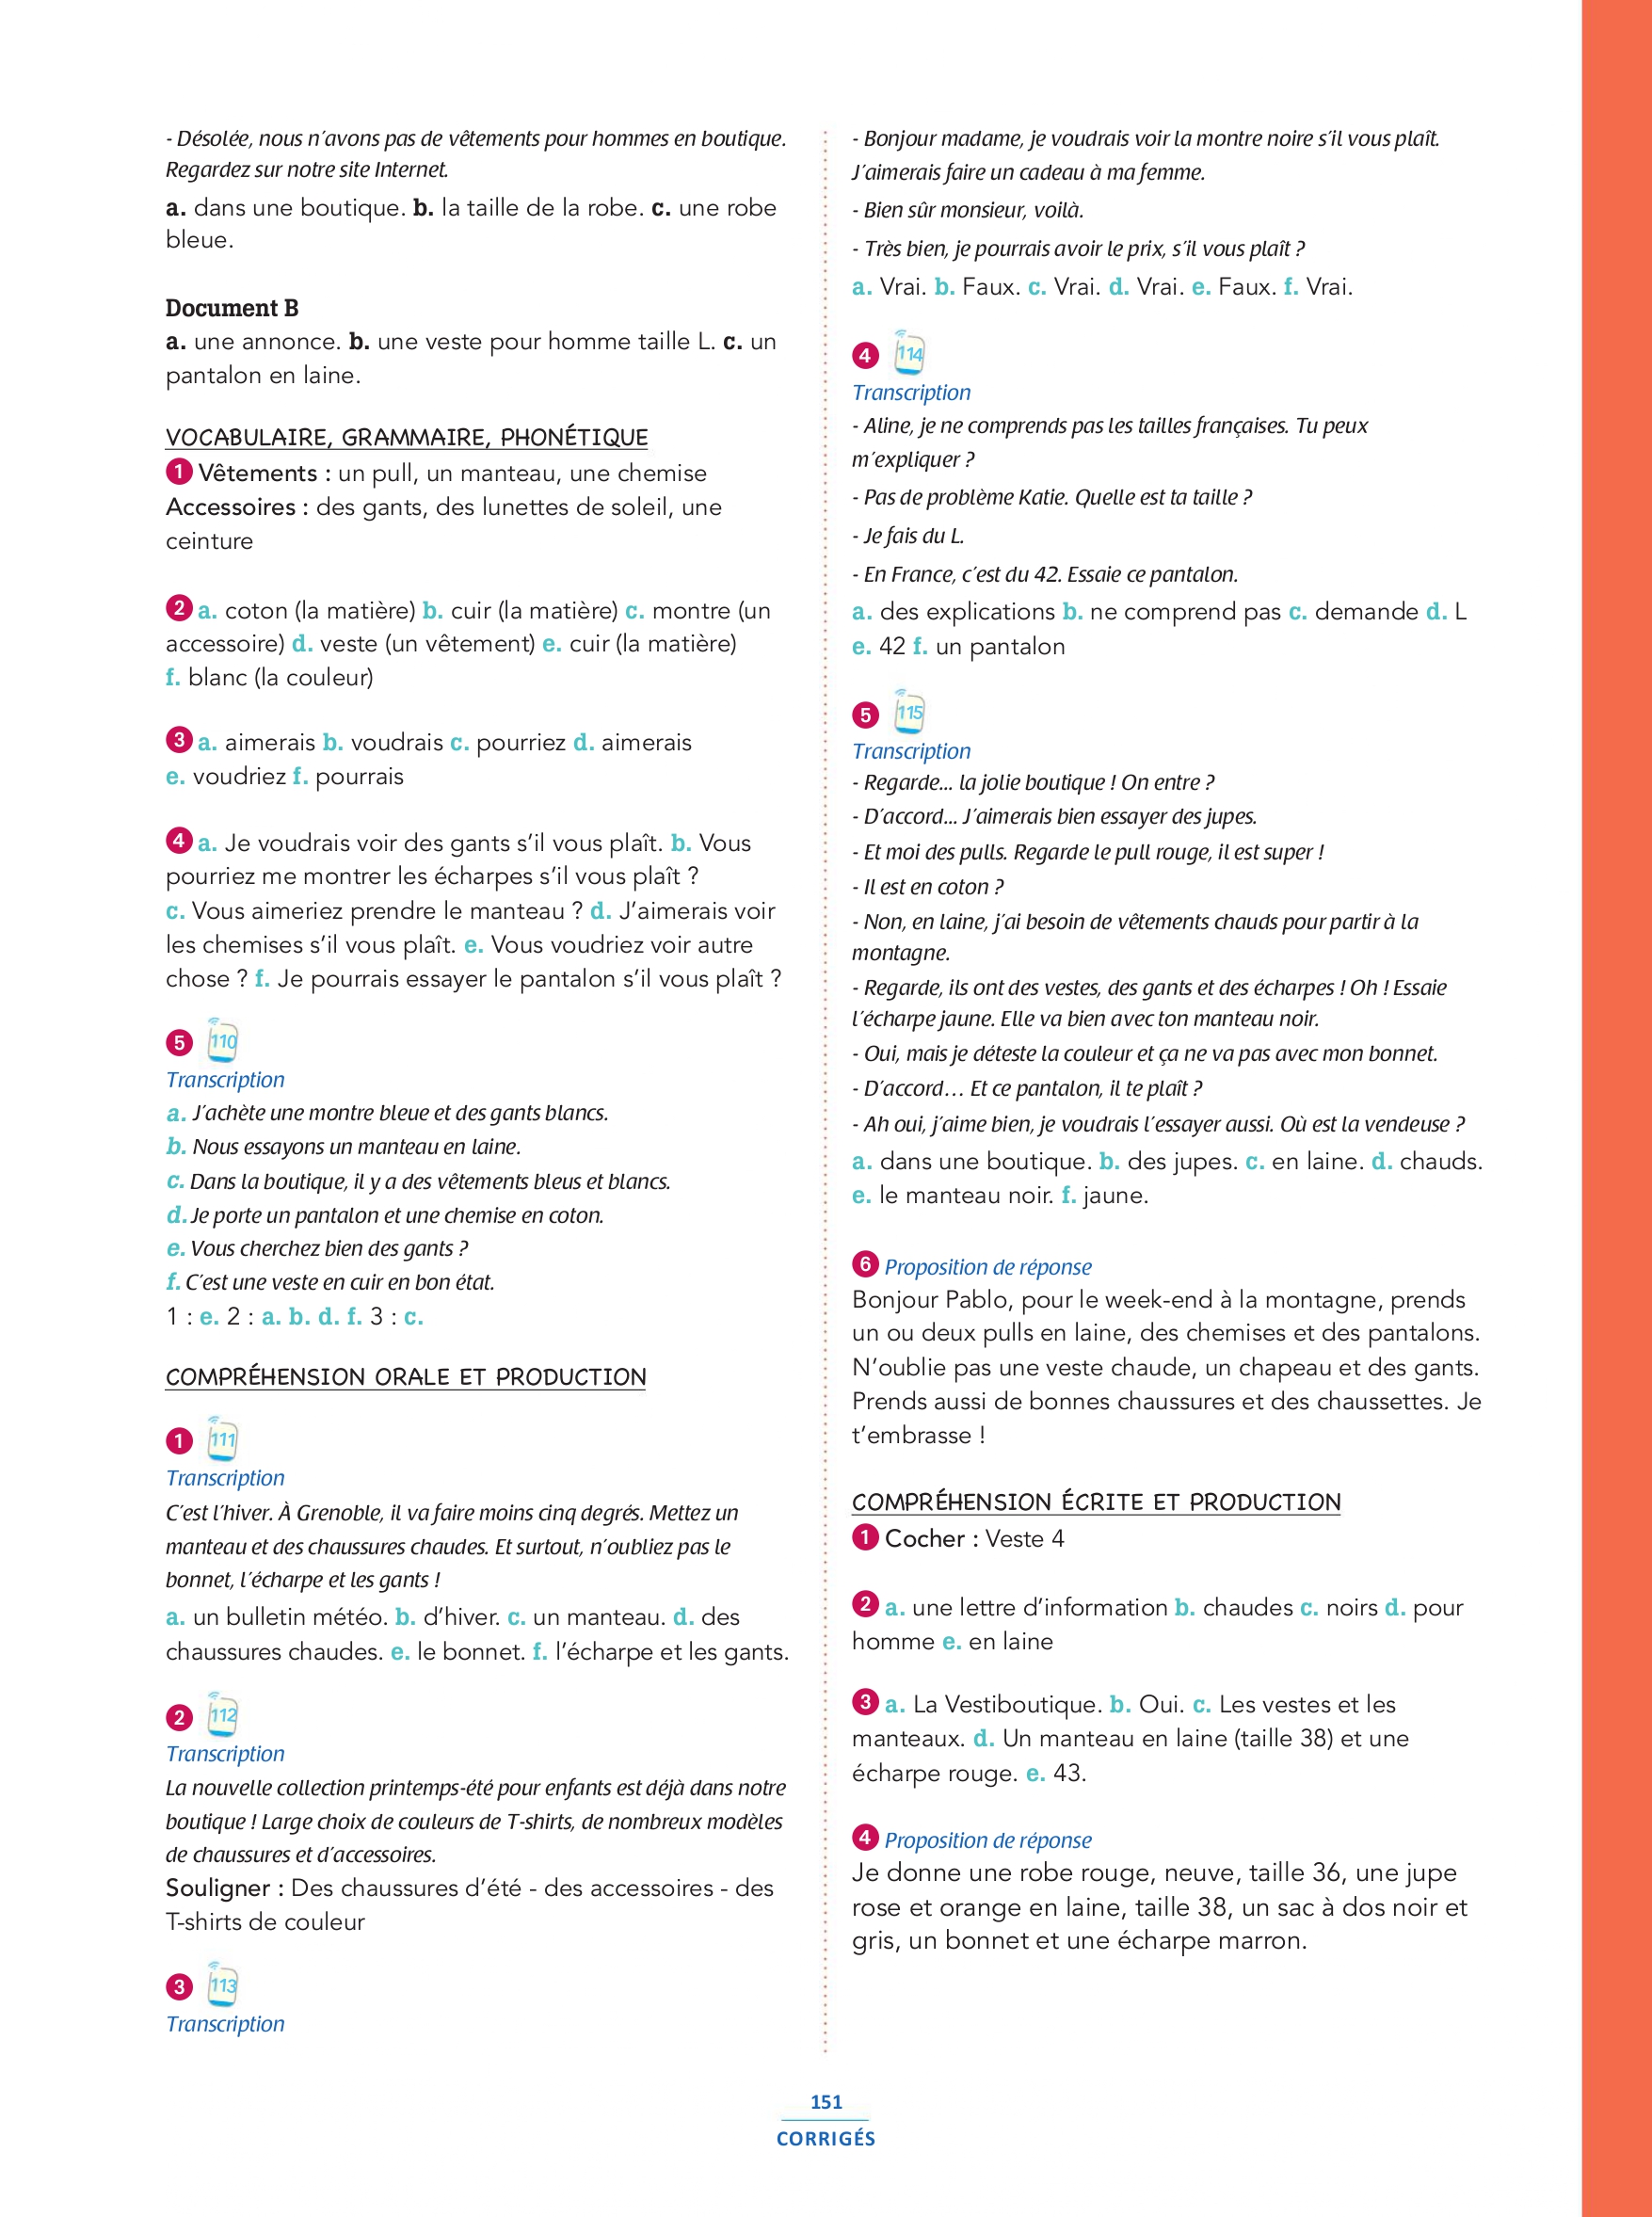 - Désolée, nous n'avons pas de vêtements pour hommes en boutique.
Regardez sur notre site Internet.
a. dans une boutique. b. la taille de la robe. c. une robe
bleue.
Document B
a. une annonce. b. une veste pour homme taille L. c. un
pantalon en laine.
VOCABULAIRE, GRAMMAIRE, PHONÉTIQUE
1 Vêtements : un pull, un manteau, une chemise
Accessoires : des gants, des lunettes de soleil, une
ceinture
2 a. coton (la matière) b. cuir (la matière) c. montre (un
accessoire) d. veste (un vêtement) e. cuir (la matière)
f. blanc (la couleur)
3 a. aimerais b. voudrais c. pourriez d. aimerais
e. voudriez f. pourrais
4 a. Je voudrais voir des gants s'il vous plaît. b. Vous
pourriez me montrer les écharpes s'il vous plaît ?
c. Vous aimeriez prendre le manteau ? d. J'aimerais voir
les chemises s'il vous plaît. e. Vous voudriez voir autre
chose ? f. Je pourrais essayer le pantalon s'il vous plaît ?
5 110
Transcription
a. J'achète une montre bleue et des gants blancs.
b. Nous essayons un manteau en laine.
c. Dans la boutique, il y a des vêtements bleus et blancs.
d. Je porte un pantalon et une chemise en coton.
e. Vous cherchez bien des gants ?
f. C'est une veste en cuir en bon état.
1 : e. 2 : a. b. d. f. 3 : c.
COMPRÉHENSION ORALE ET PRODUCTION
1 111
Transcription
C'est l'hiver. À Grenoble, il va faire moins cinq degrés. Mettez un
manteau et des chaussures chaudes. Et surtout, n'oubliez pas le
bonnet, l'écharpe et les gants !
a. un bulletin météo. b. d'hiver. c. un manteau. d. des
chaussures chaudes. e. le bonnet. f. l'écharpe et les gants.
2 112
Transcription
La nouvelle collection printemps-été pour enfants est déjà dans notre
boutique ! Large choix de couleurs de T-shirts, de nombreux modèles
de chaussures et d'accessoires.
Souligner : Des chaussures d'été - des accessoires - des
T-shirts de couleur
3 113
Transcription
- Bonjour madame, je voudrais voir la montre noire s'il vous plaît.
J'aimerais faire un cadeau à ma femme.
- Bien sûr monsieur, voilà.
- Très bien, je pourrais avoir le prix, s'il vous plaît ?
a. Vrai. b. Faux. c. Vrai. d. Vrai. e. Faux. f. Vrai.
4 114
Transcription
- Aline, je ne comprends pas les tailles françaises. Tu peux
m'expliquer ?
- Pas de problème Katie. Quelle est ta taille ?
- Je fais du L.
- En France, c'est du 42. Essaie ce pantalon.
a. des explications b. ne comprend pas c. demande d. L
e. 42 f. un pantalon
5 115
Transcription
- Regarde... la jolie boutique ! On entre ?
- D'accord... J'aimerais bien essayer des jupes.
- Et moi des pulls. Regarde le pull rouge, il est super !
- Il est en coton ?
- Non, en laine, j'ai besoin de vêtements chauds pour partir à la
montagne.
- Regarde, ils ont des vestes, des gants et des écharpes ! Oh ! Essaie
l'écharpe jaune. Elle va bien avec ton manteau noir.
- Oui, mais je déteste la couleur et ça ne va pas avec mon bonnet.
- D'accord… Et ce pantalon, il te plaît ?
- Ah oui, j'aime bien, je voudrais l'essayer aussi. Où est la vendeuse ?
a. dans une boutique. b. des jupes. c. en laine. d. chauds.
e. le manteau noir. f. jaune.
6 Proposition de réponse
Bonjour Pablo, pour le week-end à la montagne, prends
un ou deux pulls en laine, des chemises et des pantalons.
N'oublie pas une veste chaude, un chapeau et des gants.
Prends aussi de bonnes chaussures et des chaussettes. Je
t'embrasse !
COMPRÉHENSION ÉCRITE ET PRODUCTION
1 Cocher : Veste 4
2 a. une lettre d'information b. chaudes c. noirs d. pour
homme e. en laine
3 a. La Vestiboutique. b. Oui. c. Les vestes et les
manteaux. d. Un manteau en laine (taille 38) et une
écharpe rouge. e. 43.
4 Proposition de réponse
Je donne une robe rouge, neuve, taille 36, une jupe
rose et orange en laine, taille 38, un sac à dos noir et
gris, un bonnet et une écharpe marron.
151
CORRIGÉS